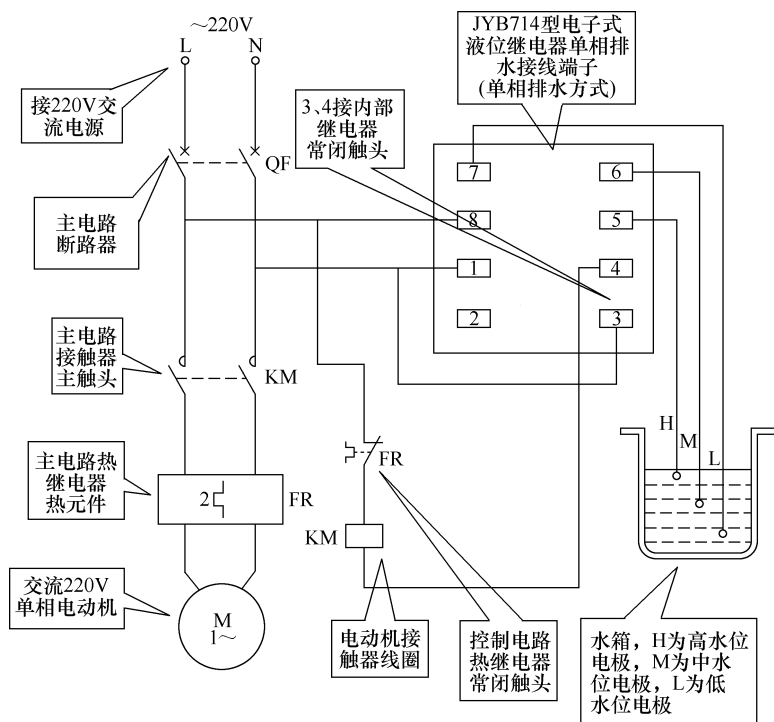 ～220V
L
N
接220V交
流电源
QF
主电路
断路器
3、4接内部
继电器
常闭触头
JYB714型电子式
液位继电器单相排
水接线端子
(单相排水方式)
7
6
8
5
1
4
2
3
主电路
接触器
主触头
KM
主电路热
继电器
热元件
2
FR
FR
KM
H
M
L
交流220V
单相电动机
M
1～
电动机接
触器线圈
控制电路
热继电器
常闭触头
水箱，H为高水位
电极，M为中水
位电极，L为低
水位电极